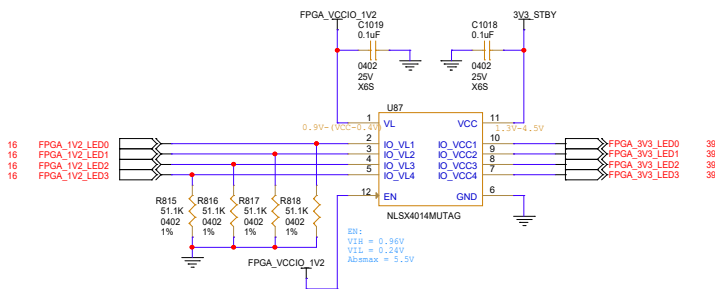 FPGA_VCCIO_1V2
3V3_STBY
C1019
0.1uF
0402
25V
X6S
C1018
0.1uF
0402
25V
X6S
U87
1 VL VCC 11
0.9V-(VCC-0.4V) 1.3V-4.5V
16 FPGA_1V2_LED0 2 IO_VL1 IO_VCC1 10 FPGA_3V3_LED0 39
16 FPGA_1V2_LED1 3 IO_VL2 IO_VCC2 9 FPGA_3V3_LED1 39
16 FPGA_1V2_LED2 4 IO_VL3 IO_VCC3 8 FPGA_3V3_LED2 39
16 FPGA_1V2_LED3 5 IO_VL4 IO_VCC4 7 FPGA_3V3_LED3 39
12 EN GND 6
NLSX4014MUTAG
R815 R816 R817 R818
51.1K 51.1K 51.1K 51.1K
0402 0402 0402 0402
1% 1% 1% 1%
EN:
VIH = 0.96V
VIL = 0.24V
Absmax = 5.5V
FPGA_VCCIO_1V2